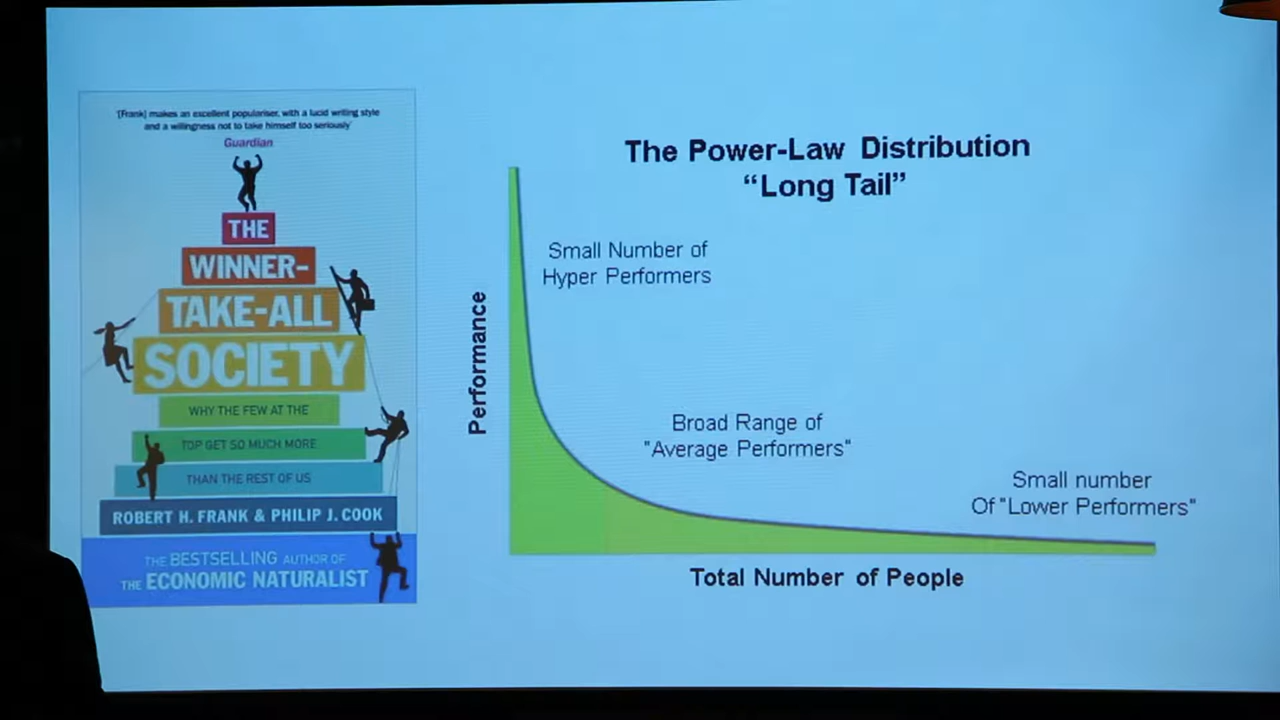 '[Frank] makes an excellent populariser, with a lucid writing style
and a willingness not to take himself too seriously'
Guardian
THE
WINNER-
TAKE-ALL
SOCIETY
WHY THE FEW AT THE
TOP GET SO MUCH MORE
THAN THE REST OF US
ROBERT H. FRANK & PHILIP J. COOK
THE BESTSELLING AUTHOR OF
THE ECONOMIC NATURALIST
The Power-Law Distribution
“Long Tail”
Small Number of
Hyper Performers
Performance
Broad Range of
"Average Performers"
Small number
Of "Lower Performers"
Total Number of People